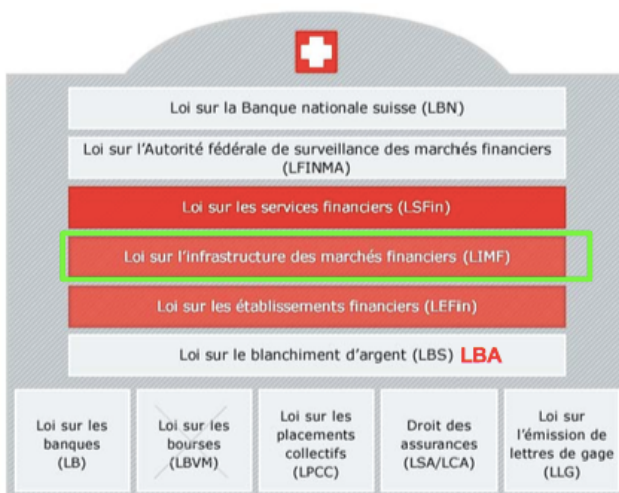 Loi sur la Banque nationale suisse (LBN)
Loi sur l'Autorité fédérale de surveillance des marchés financiers
(LFINMA)
Loi sur les services financiers (LSFin)
Loi sur l'infrastructure des marchés financiers (LIMF)
Loi sur les établissements financiers (LEFin)
Loi sur le blanchiment d'argent (LBS) LBA
Loi sur les
banques
(LB)
Loi sur les
bourses
(LBVM)
Loi sur les
placements
collectifs
(LPCC)
Droit des
assurances
(LSA/LCA)
Loi sur
l'émission de
lettres de gage
(LLG)